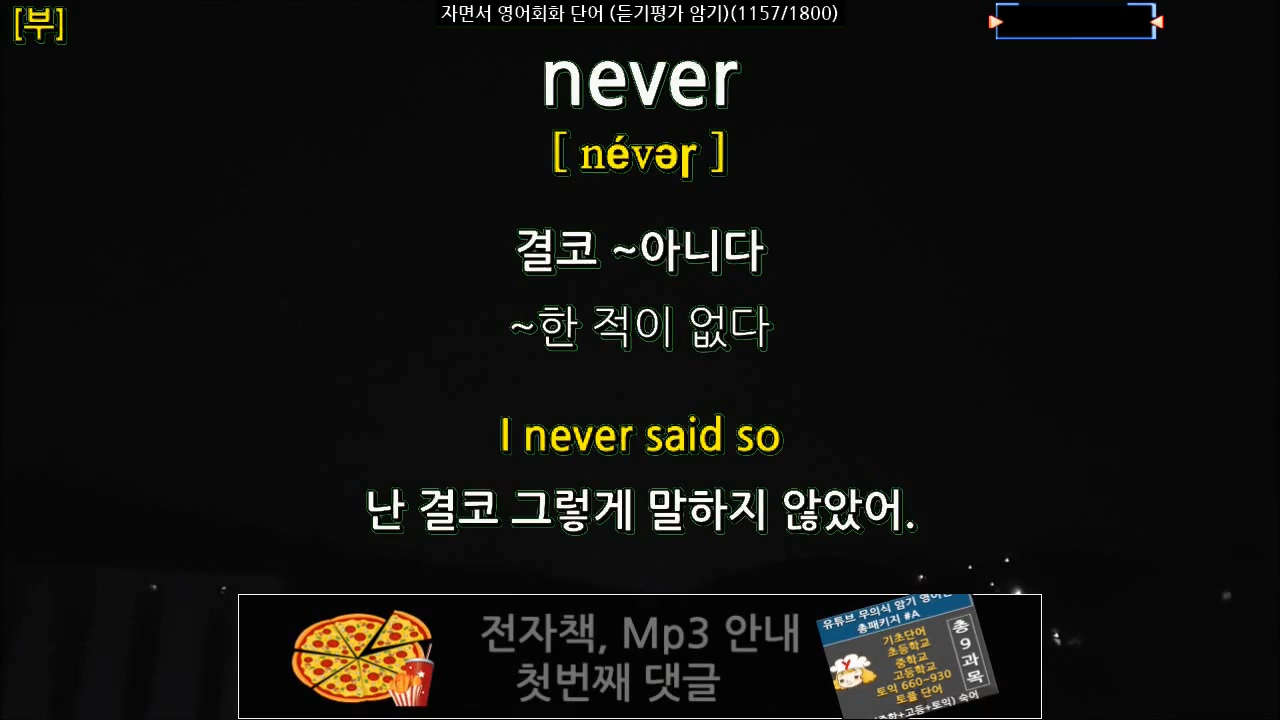 [부]
자면서 영어회화 단어 (듣기평가 암기)(1157/1800)
never
[ névəɼ ]
결코 ~아니다
~한 적이 없다
I never said so
난 결코 그렇게 말하지 않았어.
전자책, Mp3 안내
첫번째 댓글
유튜브 무의식 암기
총패키지 #A
기초단어
초등학교
중학교
고등학교
토익 660~930
토플 단어
총9과목